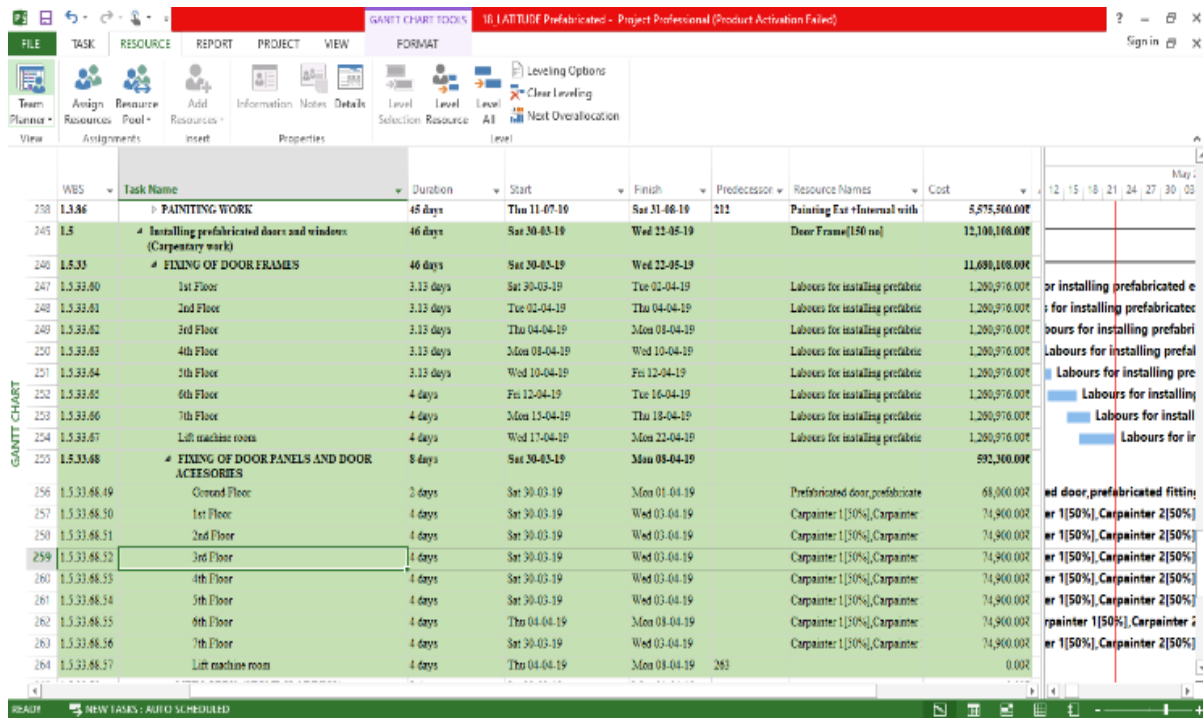 GANTT CHART TOOLS 18_LATITUDE Prefabricated - Project Professional (Product Activation Failed)
FILE TASK RESOURCE REPORT PROJECT VIEW FORMAT Sign in
Team Planner Assign Resources Resource Pool Add Resources Information Notes Details Level Selection Level Resource Level All
Leveling Options
Clear Leveling
Next Overallocation
View Assignments Insert Properties Level
May
WBS Task Name Duration Start Finish Predecessor Resource Names Cost 12 15 18 21 24 27 30 03
238 1.3.86 PAINITING WORK 45 days Thu 11-07-19 Sat 31-08-19 212 Painting Ext +Internal with 5,575,500.00₹
245 1.5 Installing prefabricated doors and windows 46 days Sat 30-03-19 Wed 22-05-19 Door Frame[150 no] 12,100,108.00₹
(Carpentary work)
246 1.5.33 FIXING OF DOOR FRAMES 46 days Sat 30-03-19 Wed 22-05-19 11,680,108.00₹
247 1.5.33.60 1st Floor 3.13 days Sat 30-03-19 Tue 02-04-19 Labours for installing prefabric 1,260,976.00₹ or installing prefabricated e
248 1.5.33.61 2nd Floor 3.13 days Tue 02-04-19 Thu 04-04-19 Labours for installing prefabric 1,260,976.00₹ for installing prefabricated
249 1.5.33.62 3rd Floor 3.13 days Thu 04-04-19 Mon 08-04-19 Labours for installing prefabric 1,260,976.00₹ bours for installing prefabri
250 1.5.33.63 4th Floor 3.13 days Mon 08-04-19 Wed 10-04-19 Labours for installing prefabric 1,260,976.00₹ Labours for installing prefal
251 1.5.33.64 5th Floor 3.13 days Wed 10-04-19 Fri 12-04-19 Labours for installing prefabric 1,260,976.00₹ Labours for installing pre
252 1.5.33.65 6th Floor 4 days Fri 12-04-19 Tue 16-04-19 Labours for installing prefabric 1,260,976.00₹ Labours for installing
253 1.5.33.66 7th Floor 4 days Mon 15-04-19 Thu 18-04-19 Labours for installing prefabric 1,260,976.00₹ Labours for install
254 1.5.33.67 Lift machine room 4 days Wed 17-04-19 Mon 22-04-19 Labours for installing prefabric 1,260,976.00₹ Labours for ir
255 1.5.33.68 FIXING OF DOOR PANELS AND DOOR 8 days Sat 30-03-19 Mon 08-04-19 592,300.00₹
ACEESORIES
256 1.5.33.68.49 Ground Floor 2 days Sat 30-03-19 Mon 01-04-19 Prefabricated door,prefabricate 68,000.00₹ ed door,prefabricated fitting
257 1.5.33.68.50 1st Floor 4 days Sat 30-03-19 Wed 03-04-19 Carpainter 1[50%],Carpainter 74,900.00₹ er 1[50%],Carpainter 2[50%]
258 1.5.33.68.51 2nd Floor 4 days Sat 30-03-19 Wed 03-04-19 Carpainter 1[50%],Carpainter 74,900.00₹ er 1[50%],Carpainter 2[50%]
259 1.5.33.68.52 3rd Floor 4 days Sat 30-03-19 Wed 03-04-19 Carpainter 1[50%],Carpainter 74,900.00₹ er 1[50%],Carpainter 2[50%]
260 1.5.33.68.53 4th Floor 4 days Sat 30-03-19 Wed 03-04-19 Carpainter 1[50%],Carpainter 74,900.00₹ er 1[50%],Carpainter 2[50%]
261 1.5.33.68.54 5th Floor 4 days Sat 30-03-19 Wed 03-04-19 Carpainter 1[50%],Carpainter 74,900.00₹ er 1[50%],Carpainter 2[50%]
262 1.5.33.68.55 6th Floor 4 days Thu 04-04-19 Mon 08-04-19 Carpainter 1[50%],Carpainter 74,900.00₹ rpainter 1[50%],Carpainter 2
263 1.5.33.68.56 7th Floor 4 days Sat 30-03-19 Wed 03-04-19 Carpainter 1[50%],Carpainter 74,900.00₹ er 1[50%],Carpainter 2[50%]
264 1.5.33.68.57 Lift machine room 4 days Thu 04-04-19 Mon 08-04-19 263 0.00₹
GANTT CHART
READY NEW TASKS : AUTO SCHEDULED